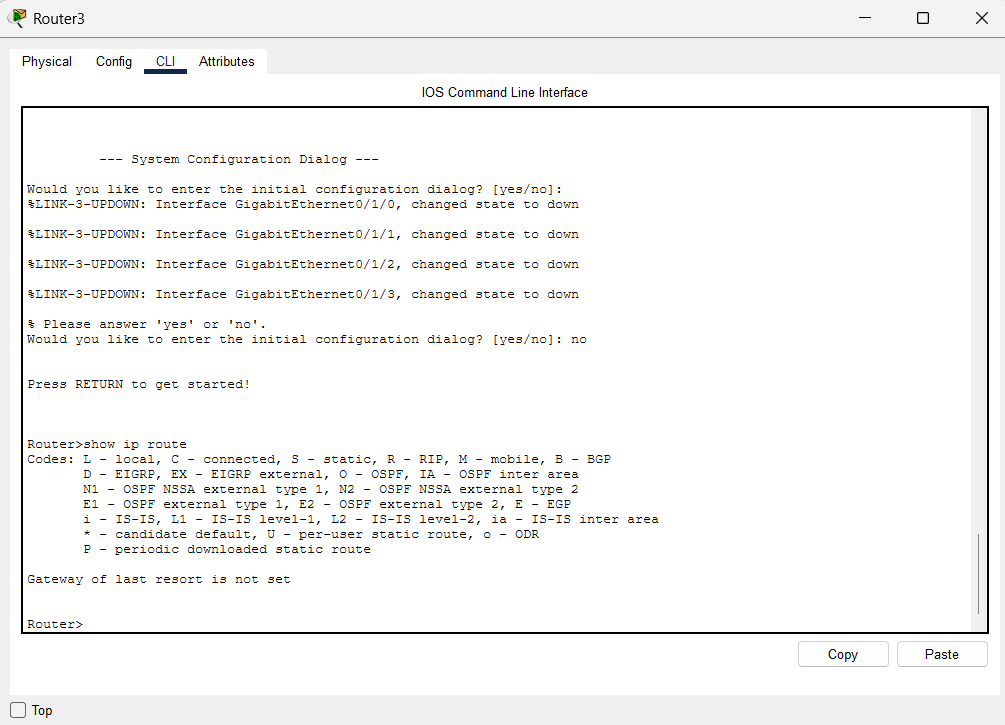 Router3
Physical Config CLI Attributes
IOS Command Line Interface
--- System Configuration Dialog ---
Would you like to enter the initial configuration dialog? [yes/no]:
%LINK-3-UPDOWN: Interface GigabitEthernet0/1/0, changed state to down
%LINK-3-UPDOWN: Interface GigabitEthernet0/1/1, changed state to down
%LINK-3-UPDOWN: Interface GigabitEthernet0/1/2, changed state to down
%LINK-3-UPDOWN: Interface GigabitEthernet0/1/3, changed state to down
% Please answer 'yes' or 'no'.
Would you like to enter the initial configuration dialog? [yes/no]: no
Press RETURN to get started!
Router>show ip route
Codes: L - local, C - connected, S - static, R - RIP, M - mobile, B - BGP
D - EIGRP, EX - EIGRP external, O - OSPF, IA - OSPF inter area
N1 - OSPF NSSA external type 1, N2 - OSPF NSSA external type 2
E1 - OSPF external type 1, E2 - OSPF external type 2, E - EGP
i - IS-IS, L1 - IS-IS level-1, L2 - IS-IS level-2, ia - IS-IS inter area
* - candidate default, U - per-user static route, o - ODR
P - periodic downloaded static route
Gateway of last resort is not set
Router>
Copy Paste
Top